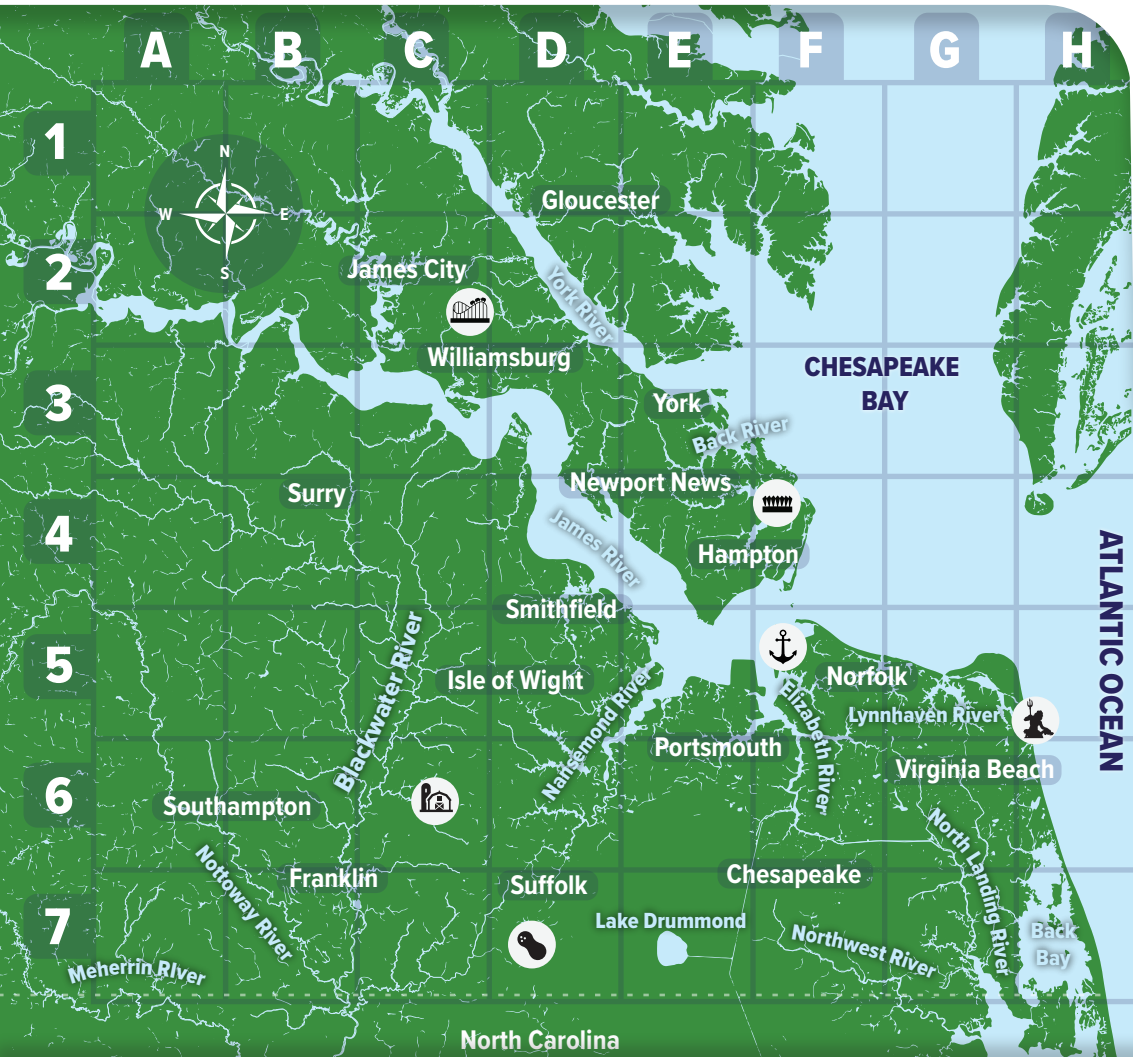 A B C D E F G H
1
N
W E
S
Gloucester
2
James City
York River
Williamsburg
CHESAPEAKE
BAY
3
York
Back River
Newport News
Surry
4
James River
Hampton
ATLANTIC OCEAN
Smithfield
Blackwater River
5
Isle of Wight
Norfolk
Nansemond River
Elizabeth River
Lynnhaven River
Portsmouth
Virginia Beach
6
Southampton
North Landing River
Nottoway River
Franklin
Suffolk
Chesapeake
7
Lake Drummond
Northwest River
Back
Bay
Meherrin RIver
North Carolina